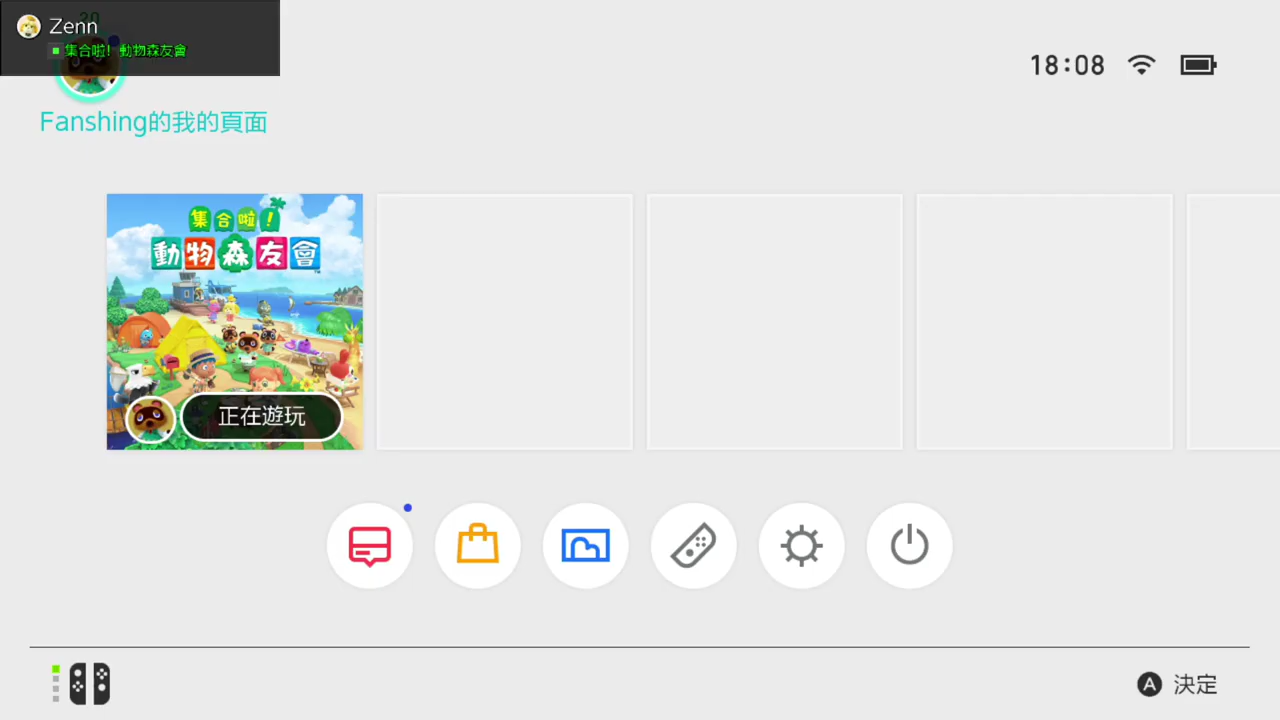 Zenn
集合啦！動物森友會
20
18:08
Fanshing的我的頁面
集合啦！
動物森友會
正在遊玩
A 決定